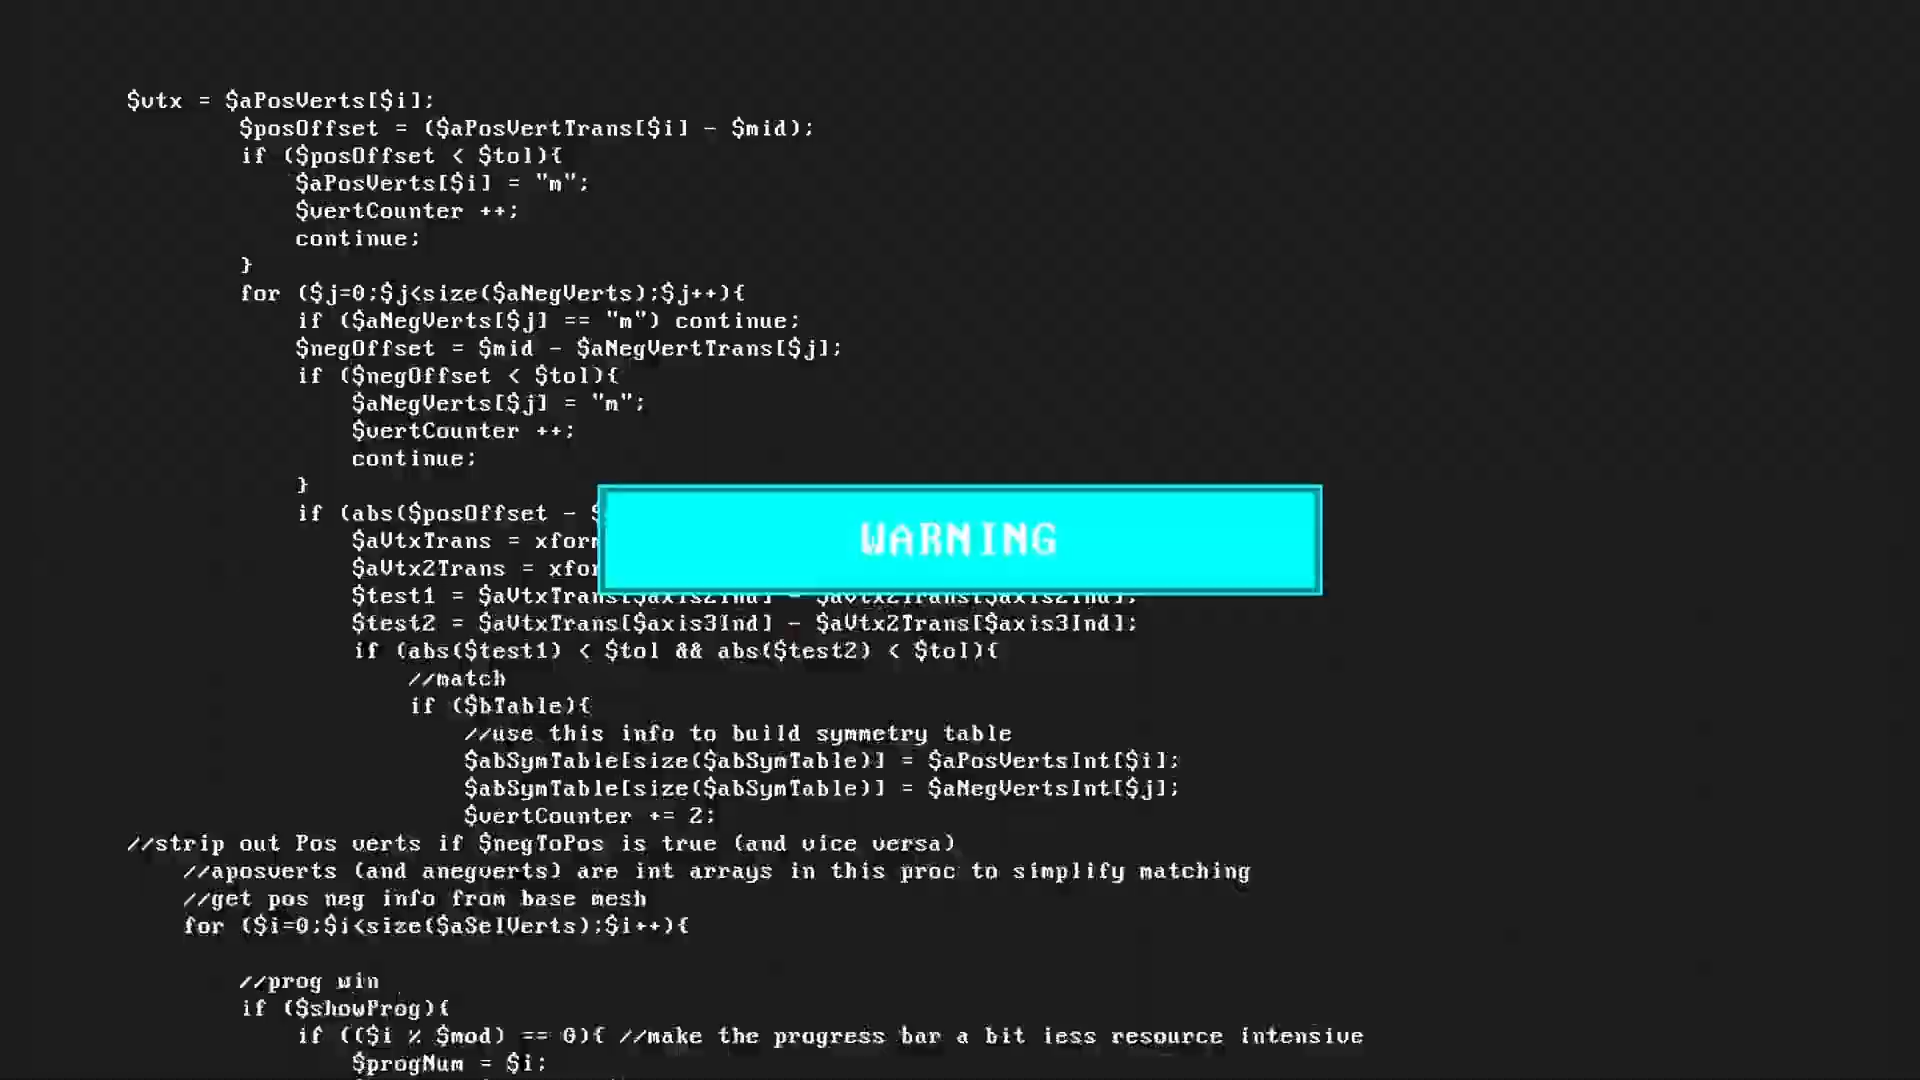 $vtx = $aPosVerts[$i];
$posOffset = ($aPosVertTrans[$i] - $mid);
if ($posOffset < $tol){
$aPosVerts[$i] = "m";
$vertCounter ++;
continue;
}
for ($j=0;$j<size($aNegVerts);$j++){
if ($aNegVerts[$j] == "m") continue;
$negOffset = $mid - $aNegVertTrans[$j];
if ($negOffset < $tol){
$aNegVerts[$j] = "m";
$vertCounter ++;
continue;
}
if (abs($posOffset - $
WARNING
$aVtxTrans = xform
$aVtx2Trans = xfor
$test1 = $aVtxTrans[$axis2Ind] - $aVtx2Trans[$axis2Ind];
$test2 = $aVtxTrans[$axis3Ind] - $aVtx2Trans[$axis3Ind];
if (abs($test1) < $tol && abs($test2) < $tol){
//match
if ($bTable){
//use this info to build symmetry table
$abSymTable[size($abSymTable)] = $aPosVertsInt[$i];
$abSymTable[size($abSymTable)] = $aNegVertsInt[$j];
$vertCounter += 2;
//strip out Pos verts if $negToPos is true (and vice versa)
//aposverts (and anegverts) are int arrays in this proc to simplify matching
//get pos neg info from base mesh
for ($i=0;$i<size($aSelVerts);$i++){
//prog win
if ($showProg){
if (($i % $mod) == 0){ //make the progress bar a bit less resource intensive
$progNum = $i;